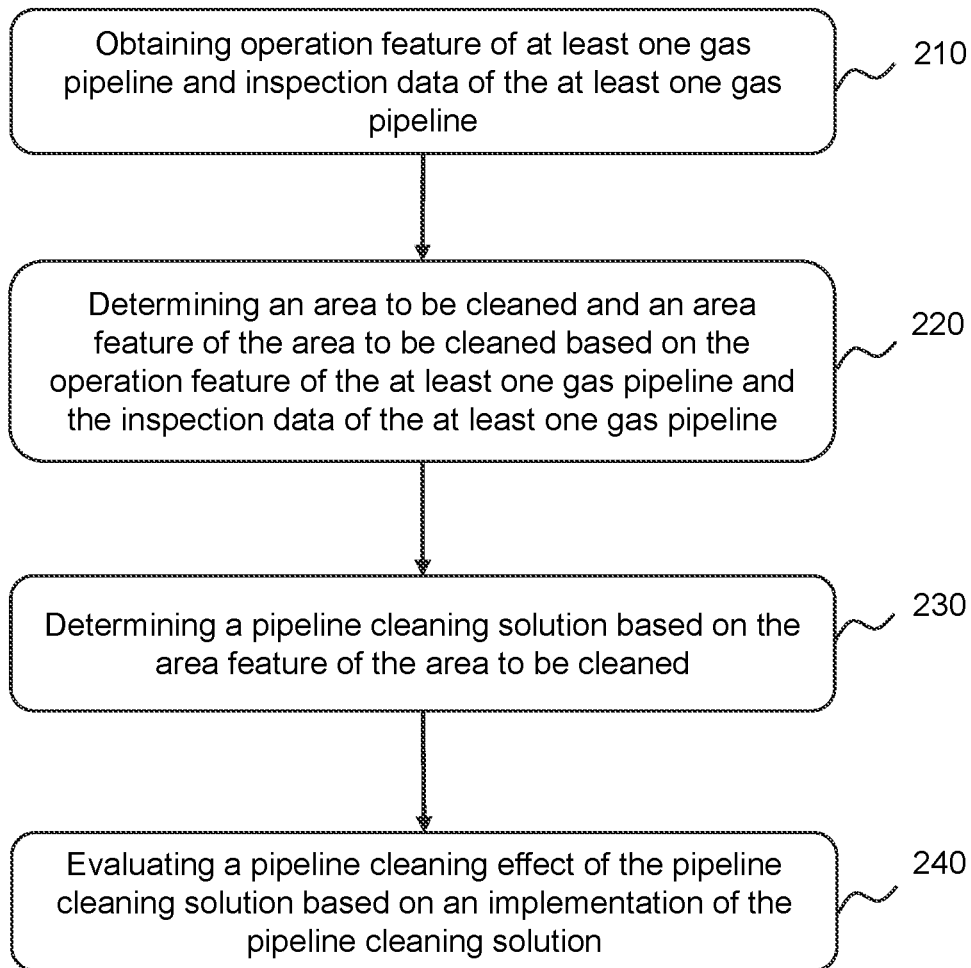 Obtaining operation feature of at least one gas
pipeline and inspection data of the at least one gas
pipeline
210
Determining an area to be cleaned and an area
feature of the area to be cleaned based on the
operation feature of the at least one gas pipeline and
the inspection data of the at least one gas pipeline
220
Determining a pipeline cleaning solution based on the
area feature of the area to be cleaned
230
Evaluating a pipeline cleaning effect of the pipeline
cleaning solution based on an implementation of the
pipeline cleaning solution
240